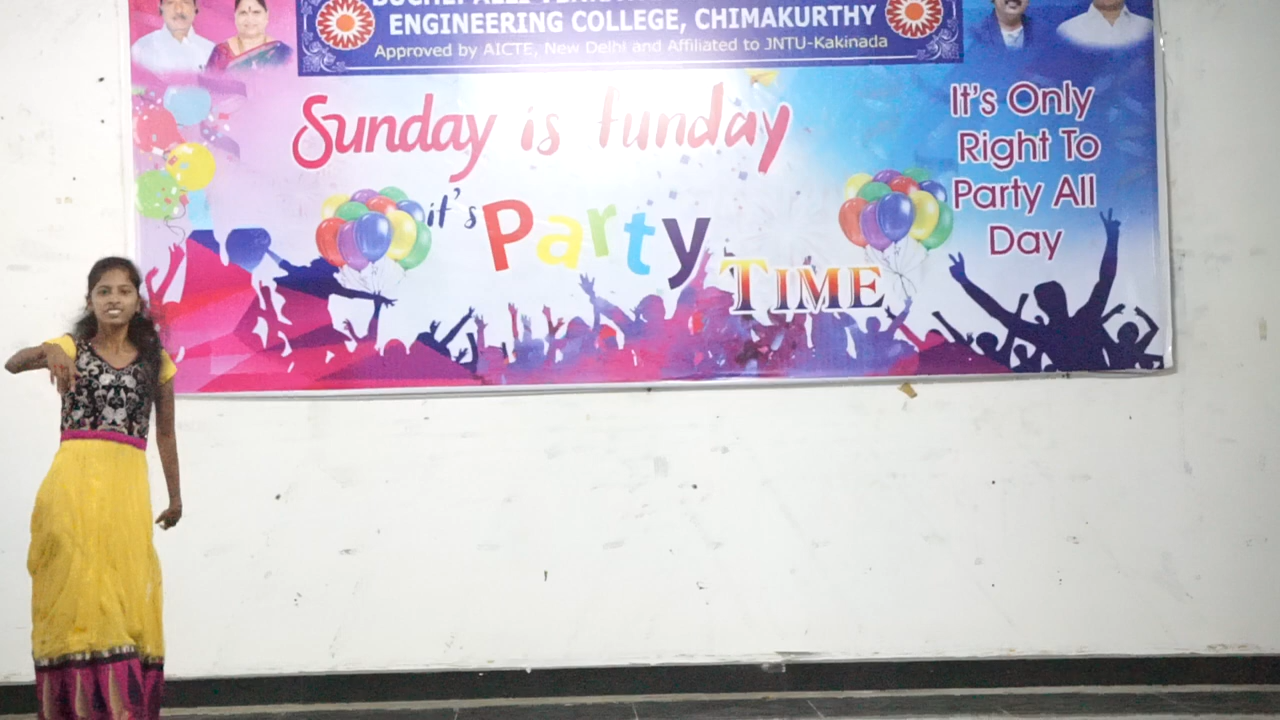 ENGINEERING COLLEGE, CHIMAKURTHY
Approved by AICTE, New Delhi and Affiliated to JNTU-Kakinada
Sunday is funday
it's Party
TIME
It's Only
Right To
Party All
Day